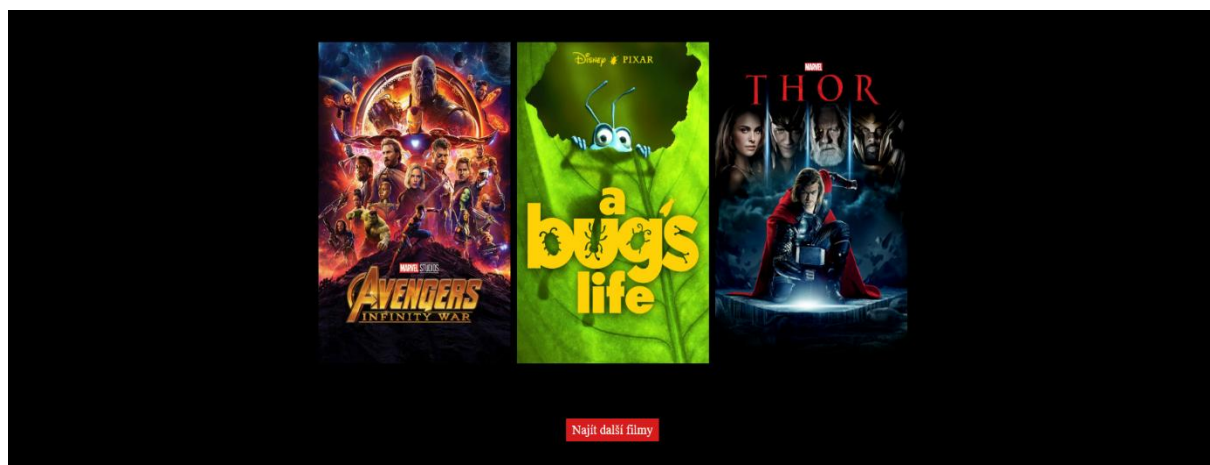 MARVEL STUDIOS
AVENGERS
INFINITY WAR
Disney PIXAR
a
bug's
life
MARVEL
THOR
Najít další filmy